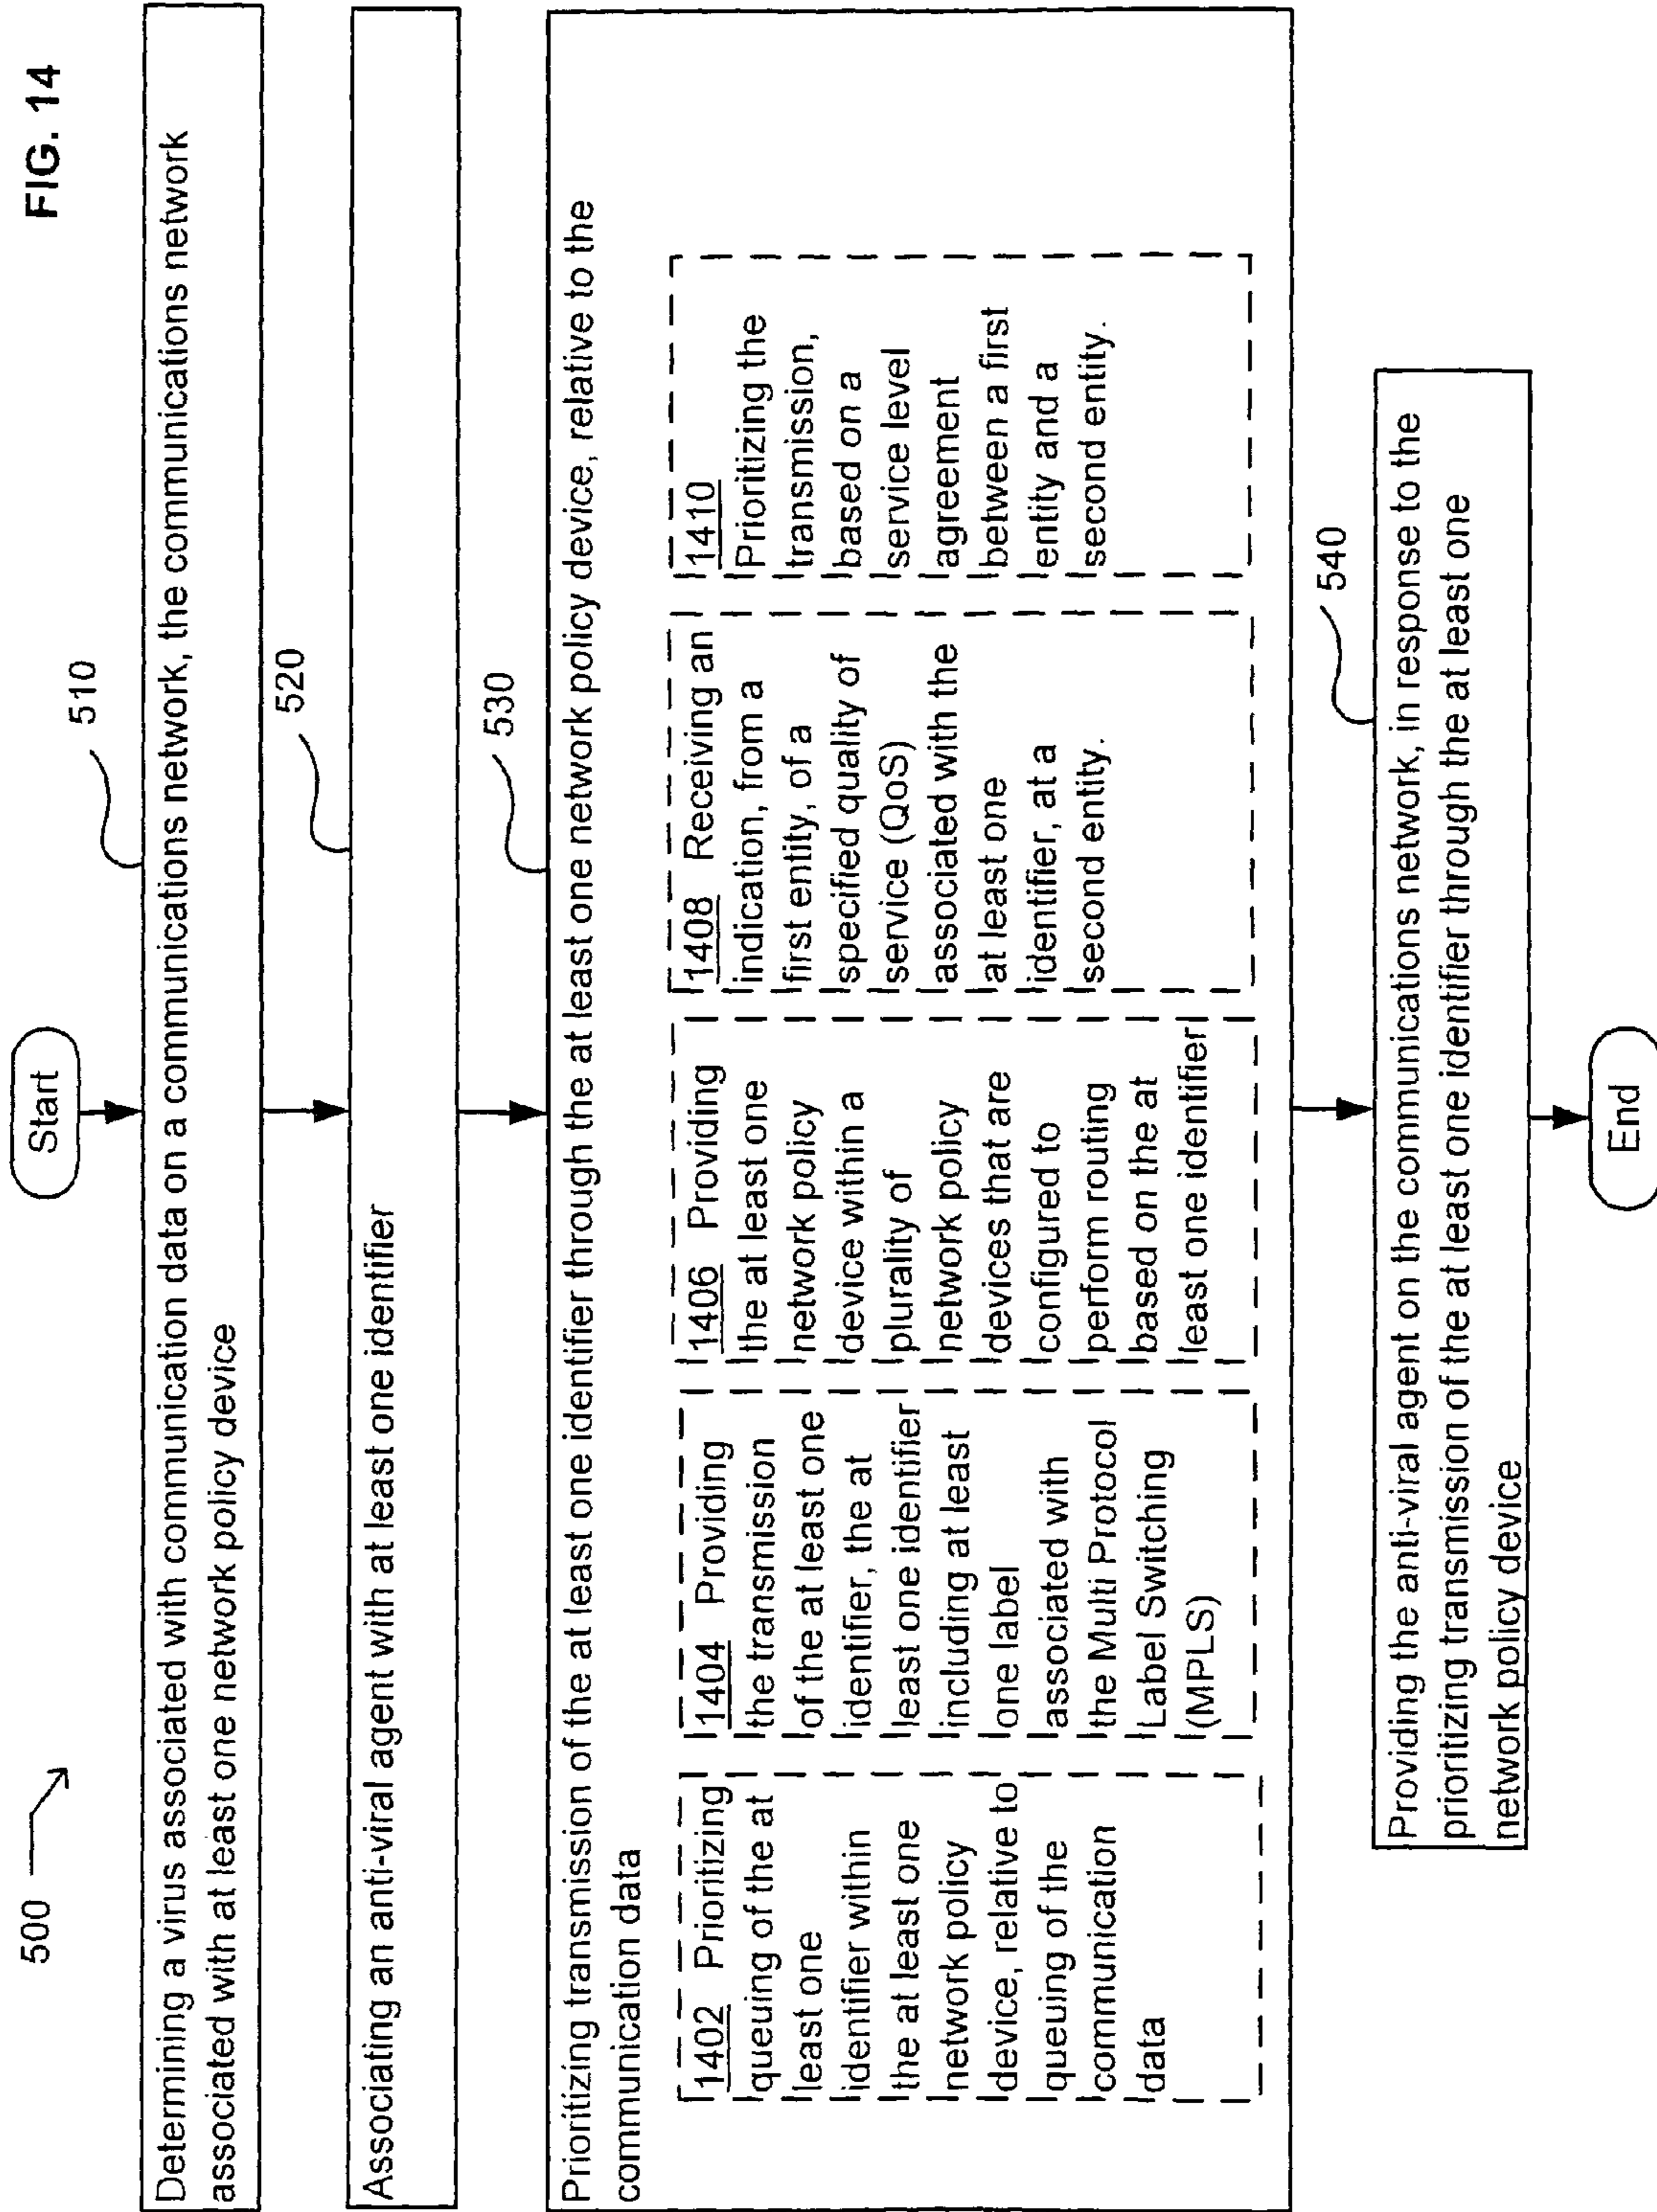 FIG. 14
500
Start
510
Determining a virus associated with communication data on a communications network, the communications network
associated with at least one network policy device
520
Associating an anti-viral agent with at least one identifier
530
Prioritizing transmission of the at least one identifier through the at least one network policy device, relative to the
communication data
1402 Prioritizing
queuing of the at
least one
identifier within
the at least one
network policy
device, relative to
queuing of the
communication
data
1404 Providing
the transmission
of the at least one
identifier, the at
least one identifier
including at least
one label
associated with
the Multi Protocol
Label Switching
(MPLS)
1406 Providing
the at least one
network policy
device within a
plurality of
network policy
devices that are
configured to
perform routing
based on the at
least one identifier
1408 Receiving an
indication, from a
first entity, of a
specified quality of
service (QoS)
associated with the
at least one
identifier, at a
second entity.
1410
Prioritizing the
transmission,
based on a
service level
agreement
between a first
entity and a
second entity.
540
Providing the anti-viral agent on the communications network, in response to the
prioritizing transmission of the at least one identifier through the at least one
network policy device
End